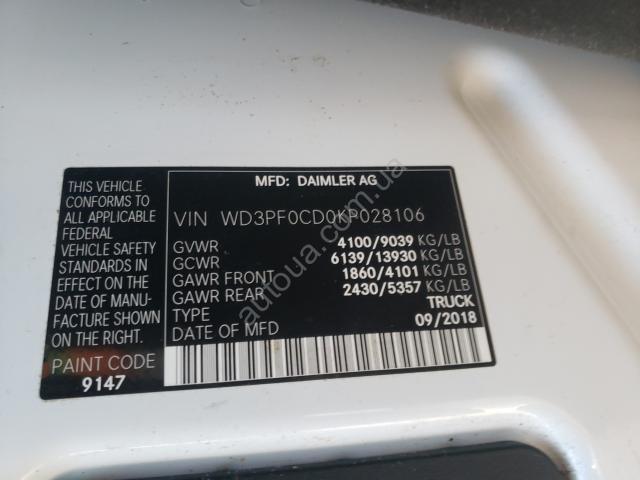 THIS VEHICLE
CONFORMS TO
ALL APPLICABLE
FEDERAL
VEHICLE SAFETY
STANDARDS IN
EFFECT ON THE
DATE OF MANU-
FACTURE SHOWN
ON THE RIGHT.
PAINT CODE
9147
MFD: DAIMLER AG
VIN WD3PF0CD0KP028106
GVWR 4100/9039 KG/LB
GCWR 6139/13930 KG/LB
GAWR FRONT 1860/4101 KG/LB
GAWR REAR 2430/5357 KG/LB
TYPE TRUCK
DATE OF MFD 09/2018
autoua.com.ua